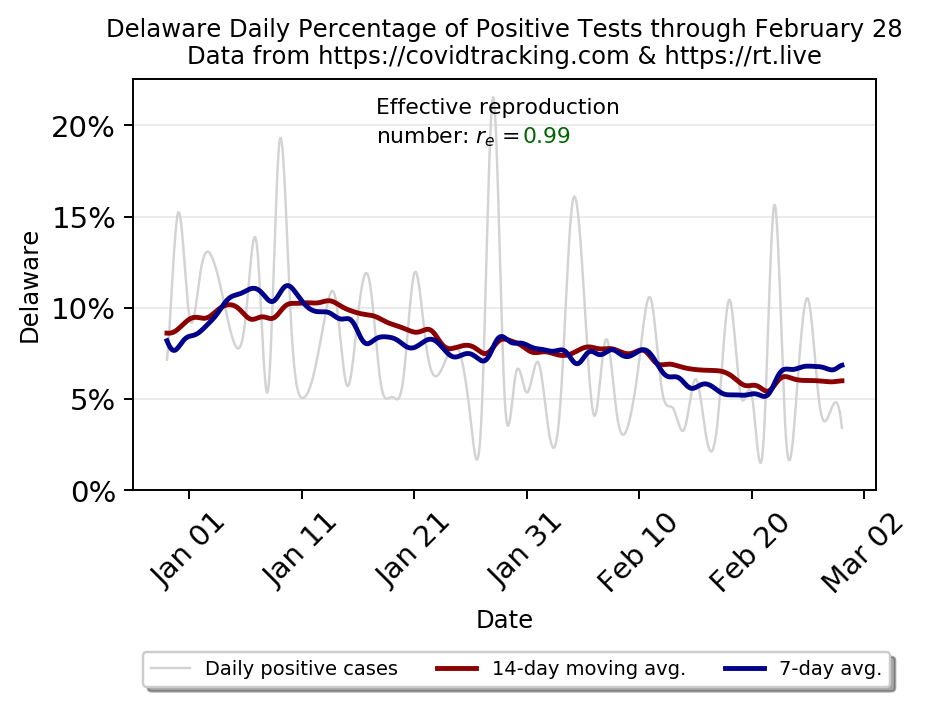 Delaware Daily Percentage of Positive Tests through February 28
Data from https://covidtracking.com & https://rt.live
Effective reproduction
number: rₑ =0.99
20%
15%
10%
5%
0%
Delaware
Jan 01
Jan 11
Jan 21
Jan 31
Feb 10
Feb 20
Mar 02
Date
Daily positive cases
14-day moving avg.
7-day avg.